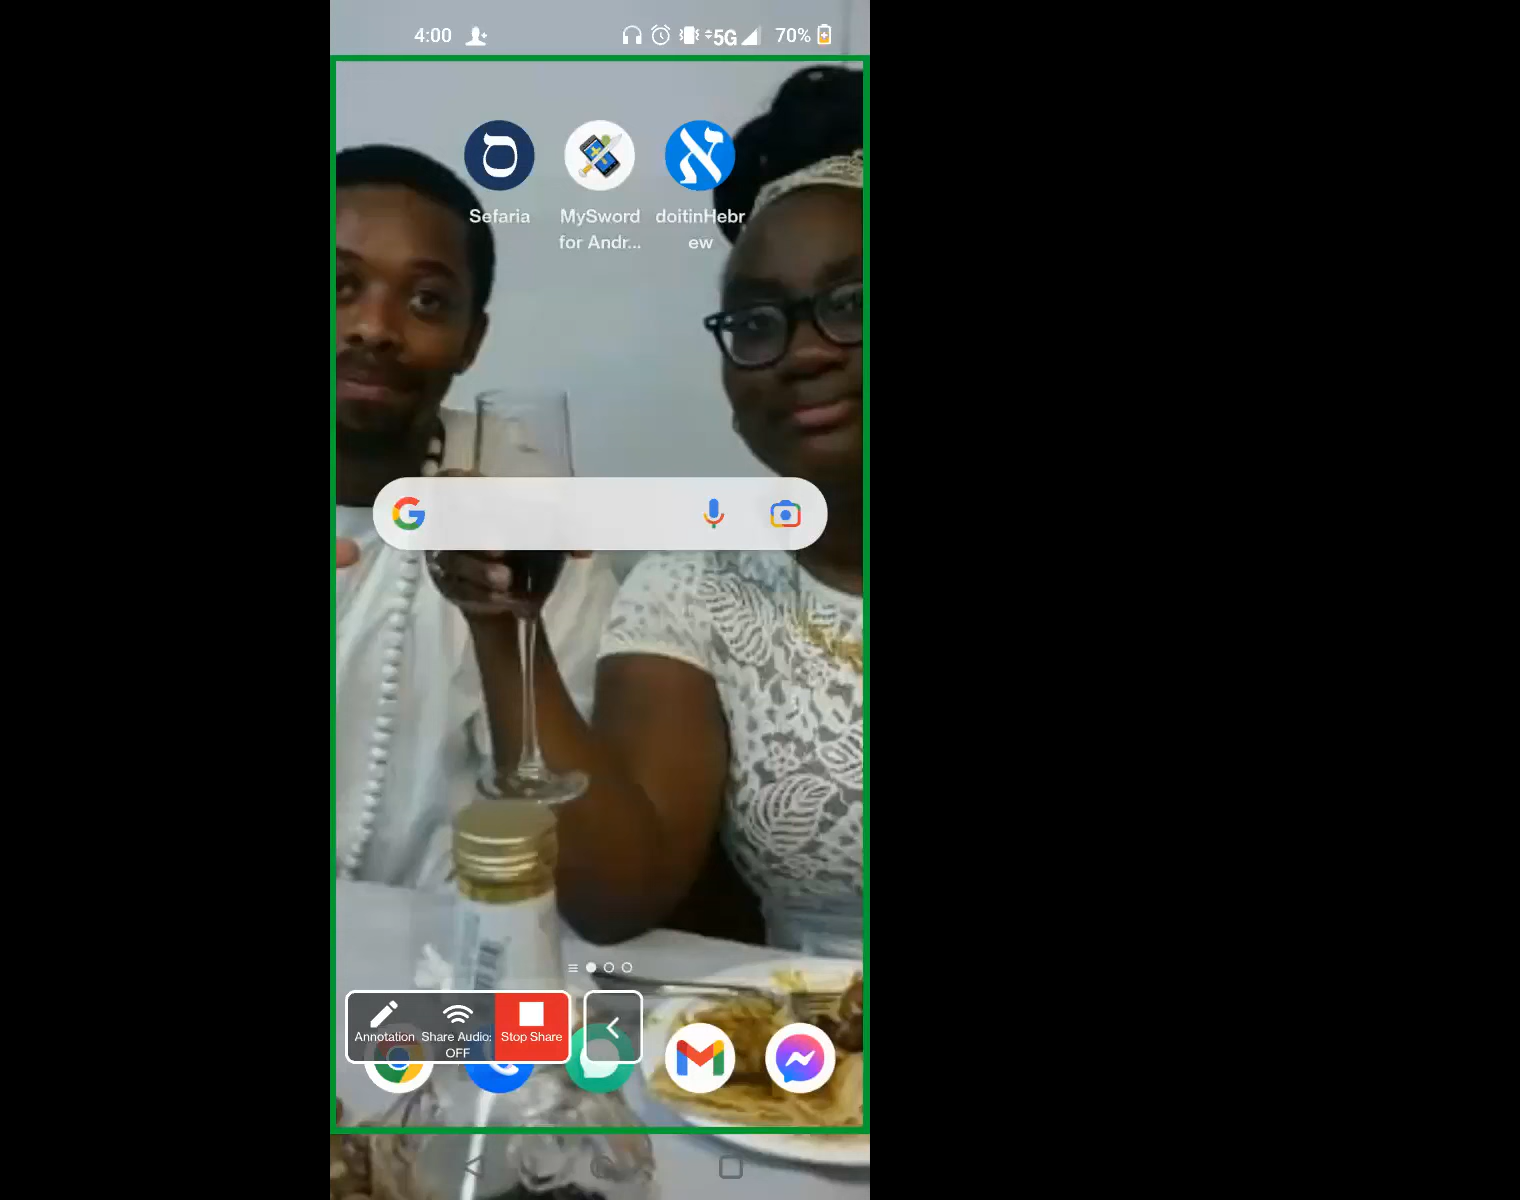 4:00
5G
70%
ס
א
Sefaria
MySword
for Andr...
doitinHebr
ew
G
Annotation
Share Audio:
OFF
Stop Share